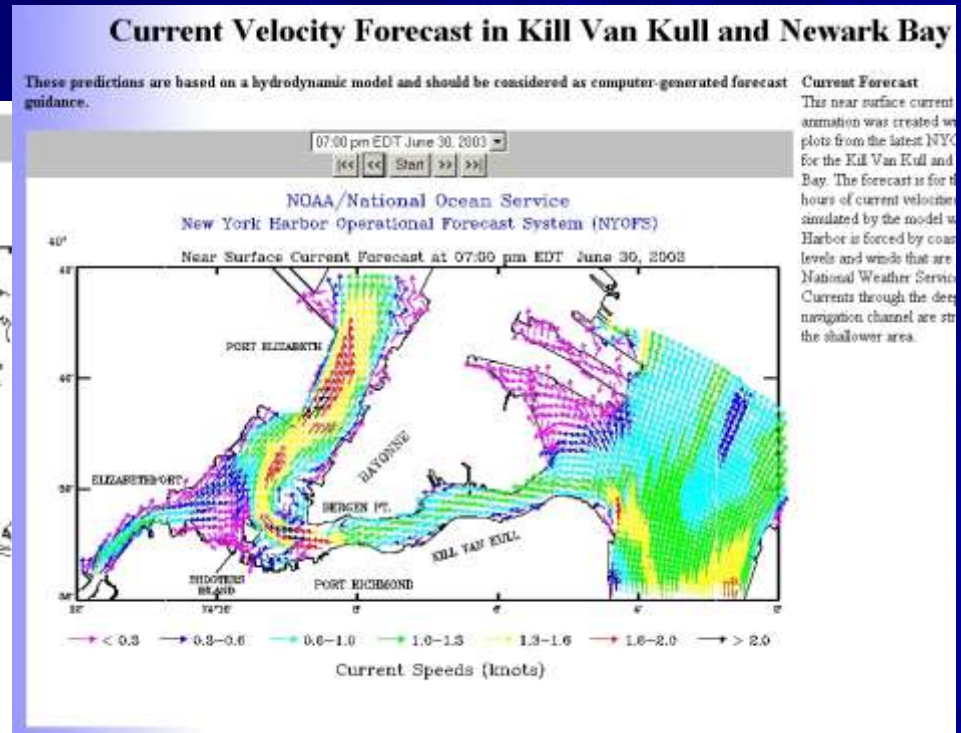 Current Velocity Forecast in Kill Van Kull and Newark Bay
These predictions are based on a hydrodynamic model and should be considered as computer-generated forecast
guidance.
Current Forecast
This near surface current
animation was created
plots from the latest
for the Kill Van Kull and
Bay. The forecast is for
hours of current
simulated by the model
Harbor is forced by
levels and winds that are
National Weather
Currents through the
navigation channel are
the shallower area.
07:00 pm EDT June 30, 2003
|<< << Start >> >>|
NOAA/National Ocean Service
New York Harbor Operational Forecast System (NYOFS)
Near Surface Current Forecast at 07:00 pm EDT June 30, 2003
40°
PORT ELIZABETH
BAYONNE
ELIZABETHPORT
BERGEN PT.
KILL VAN KULL
SHOOTERS
ISLAND
PORT RICHMOND
< 0.3 0.3-0.6 0.6-1.0 1.0-1.3 1.3-1.6 1.6-2.0 > 2.0
Current Speeds (knots)